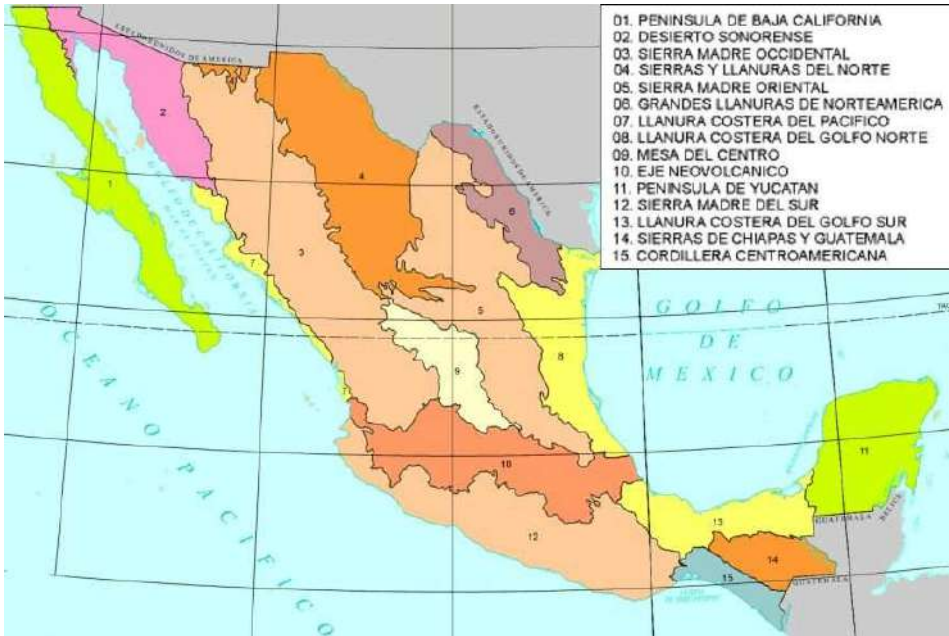 01. PENINSULA DE BAJA CALIFORNIA
02. DESIERTO SONORENSE
03. SIERRA MADRE OCCIDENTAL
04. SIERRAS Y LLANURAS DEL NORTE
05. SIERRA MADRE ORIENTAL
06. GRANDES LLANURAS DE NORTEAMERICA
07. LLANURA COSTERA DEL PACIFICO
08. LLANURA COSTERA DEL GOLFO NORTE
09. MESA DEL CENTRO
10. EJE NEOVOLCANICO
11. PENINSULA DE YUCATAN
12. SIERRA MADRE DEL SUR
13. LLANURA COSTERA DEL GOLFO SUR
14. SIERRAS DE CHIAPAS Y GUATEMALA
15. CORDILLERA CENTROAMERICANA
ESTADOS UNIDOS DE AMERICA
ESTADOS UNIDOS DE AMERICA
2
4
1
6
GOLFO DE CALIFORNIA
3
7
5
GOLFO
DE
MEXICO
8
9
7
OCEANO PACIFICO
10
11
BELICE
GUATEMALA
13
12
14
15
GUATEMALA